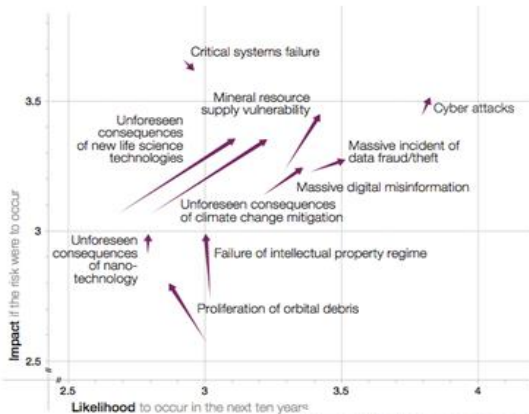 Critical systems failure
Mineral resource
supply vulnerability
3.5
Cyber attacks
Unforeseen
consequences
of new life science
technologies
Massive incident of
data fraud/theft
Massive digital misinformation
Unforeseen consequences
of climate change mitigation
3
Unforeseen
consequences
of nano-
technology
Failure of intellectual property regime
Proliferation of orbital debris
Impact if the risk were to occur
2.5
2.5
3
3.5
4
Likelihood to occur in the next ten year